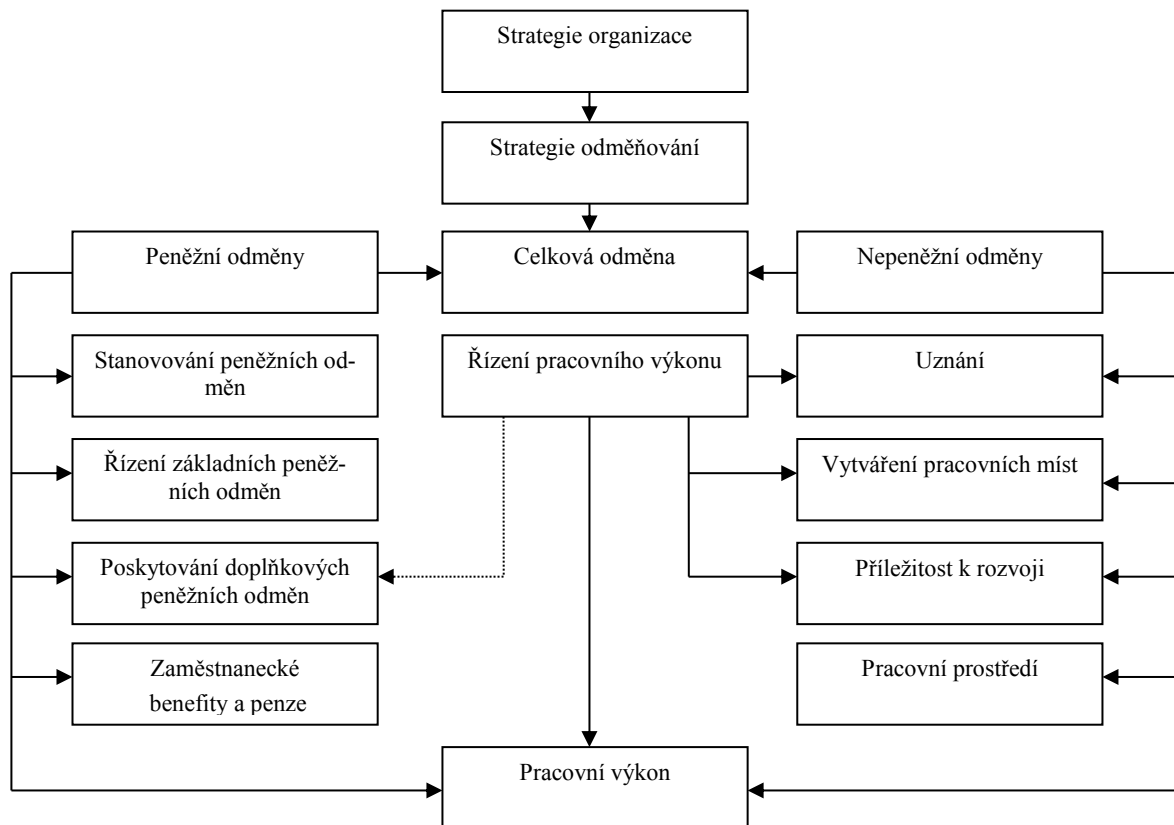 Strategie organizace
Strategie odměňování
Peněžní odměny
Celková odměna
Nepeněžní odměny
Stanovování peněžních od-
měn
Řízení pracovního výkonu
Uznání
Řízení základních peněž-
ních odměn
Vytváření pracovních míst
Poskytování doplňkových
peněžních odměn
Příležitost k rozvoji
Zaměstnanecké
benefity a penze
Pracovní prostředí
Pracovní výkon